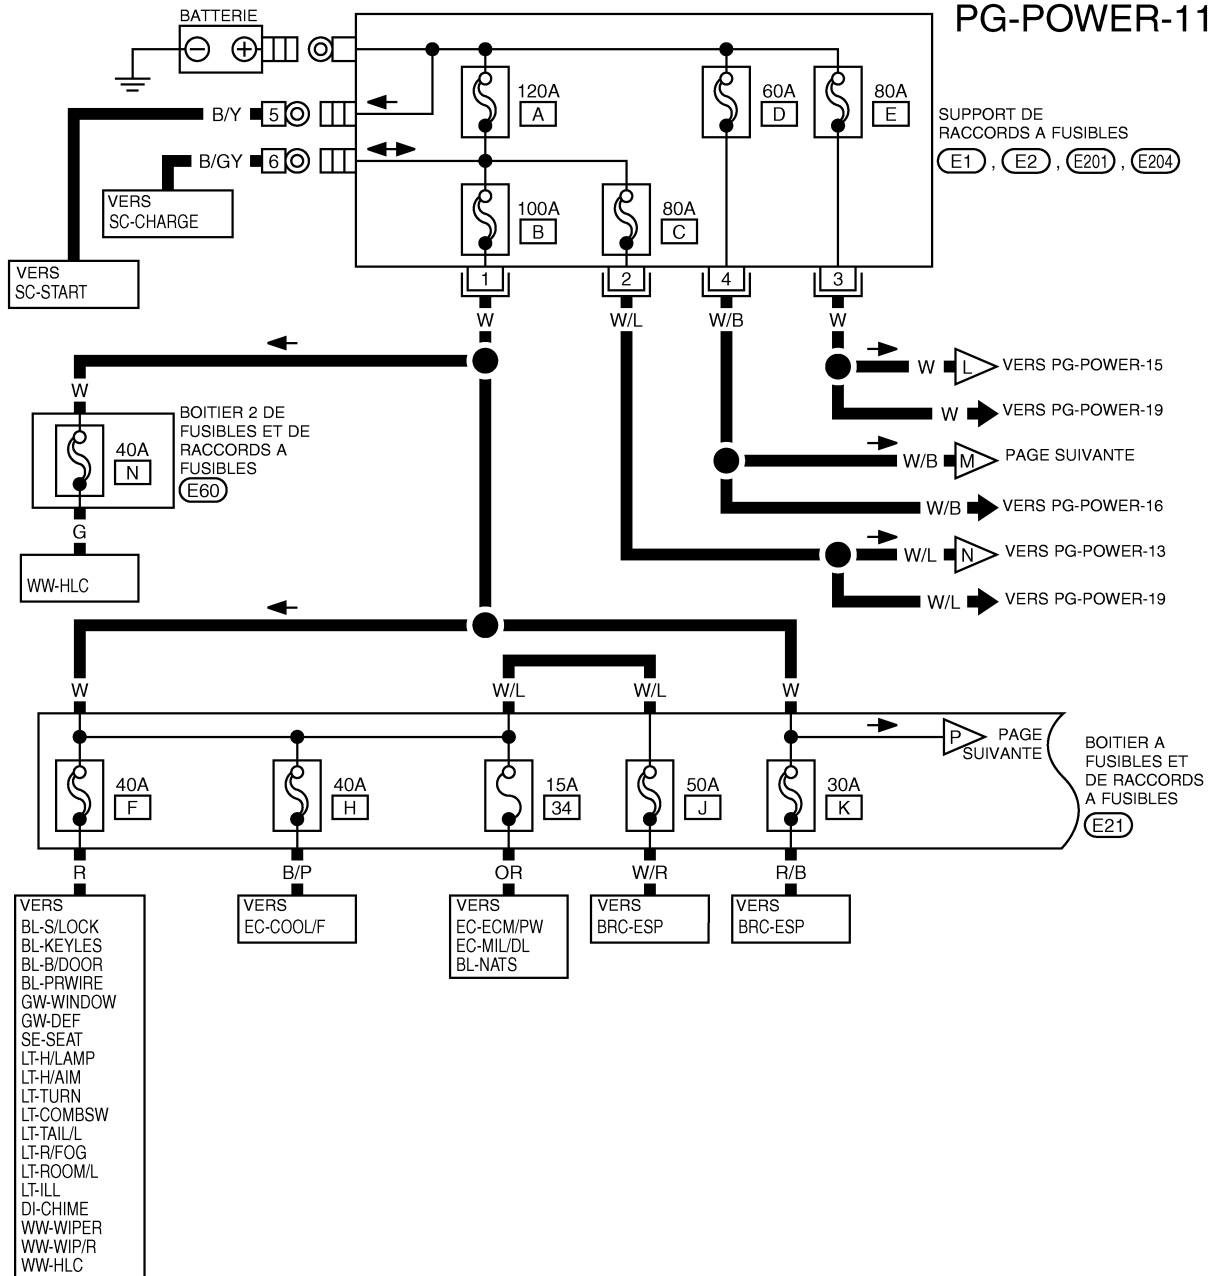 PG-POWER-11
BATTERIE
B/Y
5
B/GY
6
VERS
SC-CHARGE
VERS
SC-START
120A
A
60A
D
80A
E
100A
B
80A
C
SUPPORT DE
RACCORDS A FUSIBLES
E1 , E2 , E201 , E204
1
2
4
3
W
W/L
W/B
W
W
L
VERS PG-POWER-15
W
VERS PG-POWER-19
W/B
M
PAGE SUIVANTE
W/B
VERS PG-POWER-16
W/L
N
VERS PG-POWER-13
W/L
VERS PG-POWER-19
W
40A
N
BOITIER 2 DE
FUSIBLES ET DE
RACCORDS A
FUSIBLES
E60
G
WW-HLC
W
W/L
W/L
W
P
PAGE
SUIVANTE
40A
F
40A
H
15A
34
50A
J
30A
K
BOITIER A
FUSIBLES ET
DE RACCORDS
A FUSIBLES
E21
R
B/P
OR
W/R
R/B
VERS
BL-S/LOCK
BL-KEYLES
BL-B/DOOR
BL-PRWIRE
GW-WINDOW
GW-DEF
SE-SEAT
LT-H/LAMP
LT-H/AIM
LT-TURN
LT-COMBSW
LT-TAIL/L
LT-R/FOG
LT-ROOM/L
LT-ILL
DI-CHIME
WW-WIPER
WW-WIP/R
WW-HLC
VERS
EC-COOL/F
VERS
EC-ECM/PW
EC-MIL/DL
BL-NATS
VERS
BRC-ESP
VERS
BRC-ESP